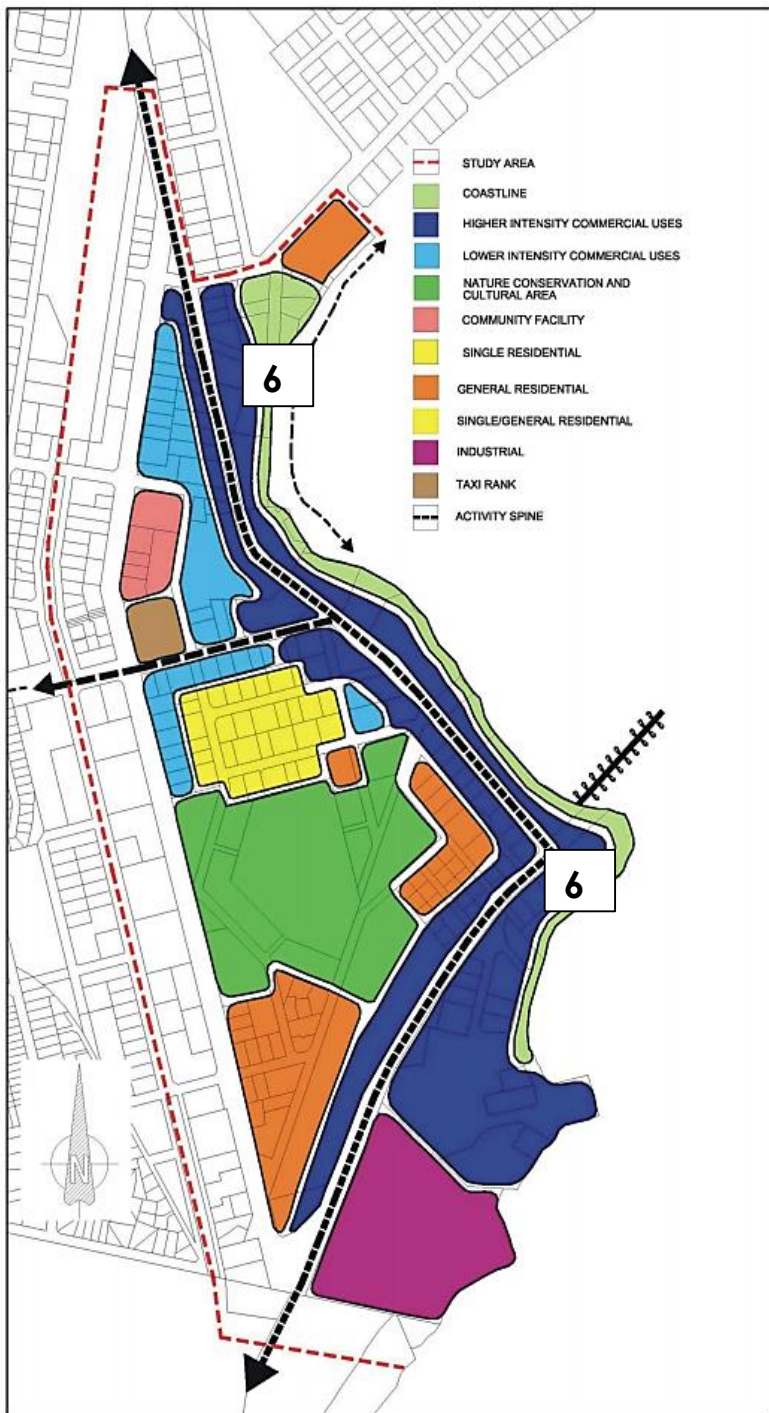 STUDY AREA
COASTLINE
HIGHER INTENSITY COMMERCIAL USES
LOWER INTENSITY COMMERCIAL USES
NATURE CONSERVATION AND
CULTURAL AREA
COMMUNITY FACILITY
SINGLE RESIDENTIAL
GENERAL RESIDENTIAL
SINGLE/GENERAL RESIDENTIAL
INDUSTRIAL
TAXI RANK
ACTIVITY SPINE
6
6
N